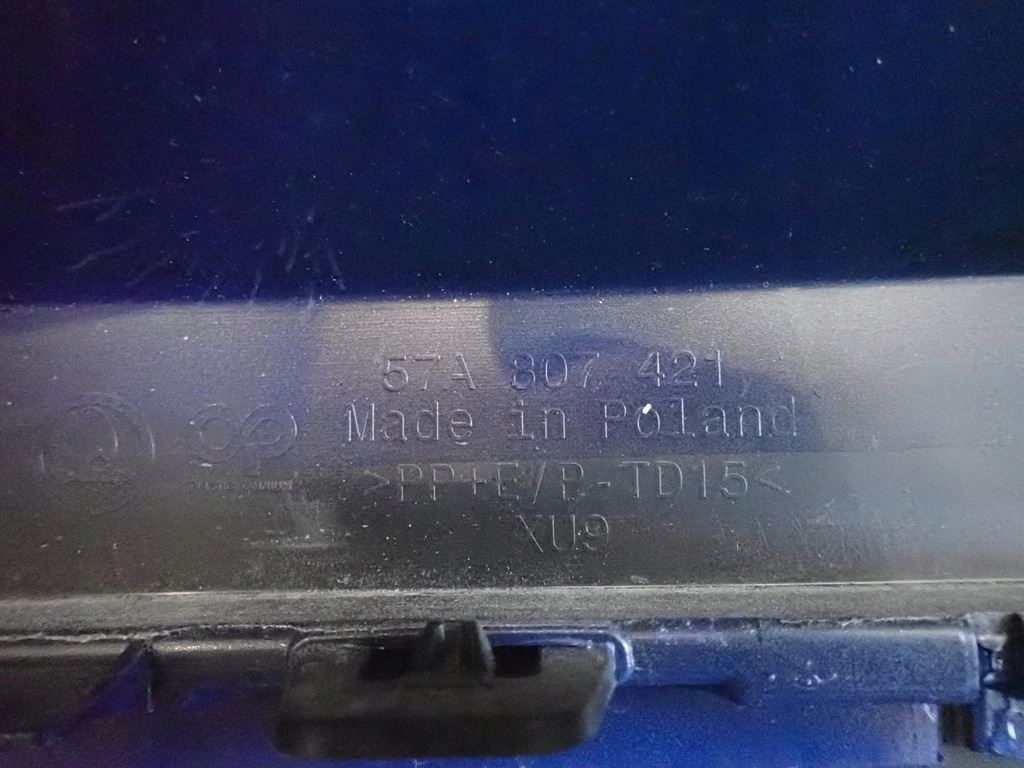 57A 807 421
Made in Poland
>PP+E/P-TD15<
XU9